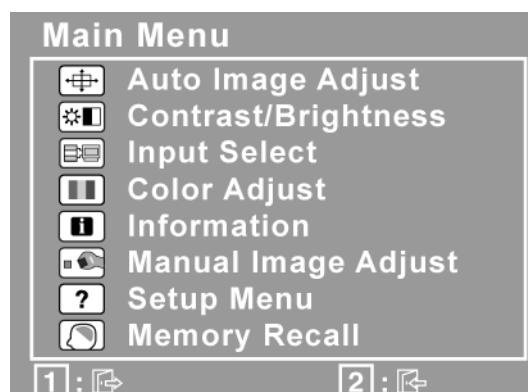 Main Menu
Auto Image Adjust
Contrast/Brightness
Input Select
Color Adjust
i Information
Manual Image Adjust
? Setup Menu
Memory Recall
1 : 2 :